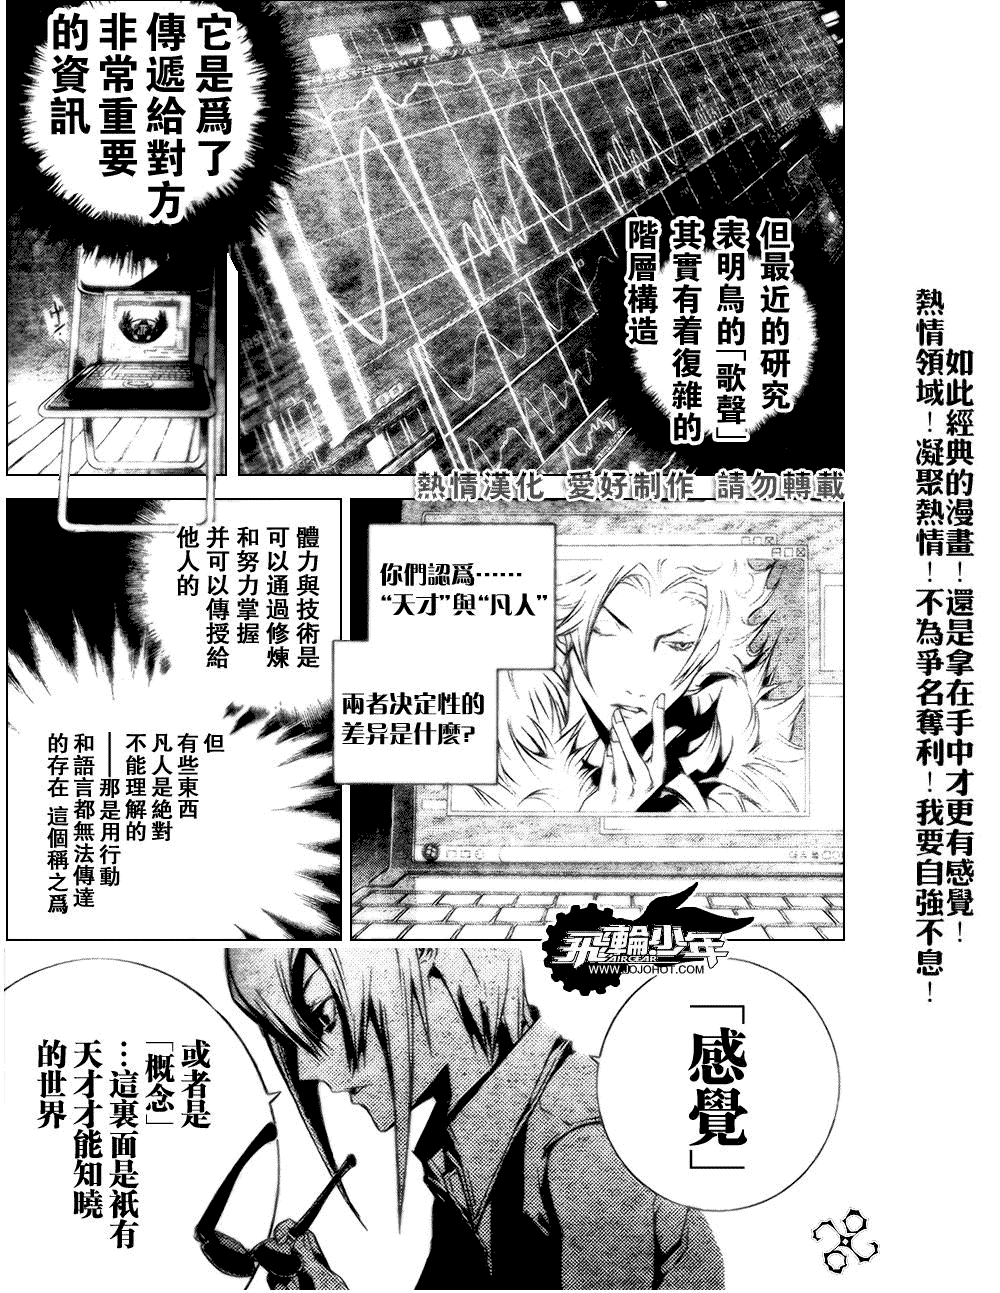 但最近的研究
表明鳥的「歌聲」
其實有着復雜的
階層構造
它是爲了
傳遞給對方
非常重要
的資訊
熱情漢化 愛好制作 請勿轉載
你們認爲⋯⋯
“天才”與“凡人”
兩者决定性的
差异是什麽?
體力與技術是
可以通過修煉
和努力掌握
并可以傳授給
他人的
但
有些東西
凡人是絶對
不能理解的
——那是用行動
和語言都無法傳達
的存在 這個稱之爲
飛輪少年
AIRGEAR
WWW.JOJOHOT.COM
「感覺」
或者是
「概念」
…這裏面是衹有
天才才能知曉
的世界
如此經典的漫畫!還是拿在手中才更有感覺!
熱情領域!凝聚熱情!不為爭名奪利!我要自強不息!